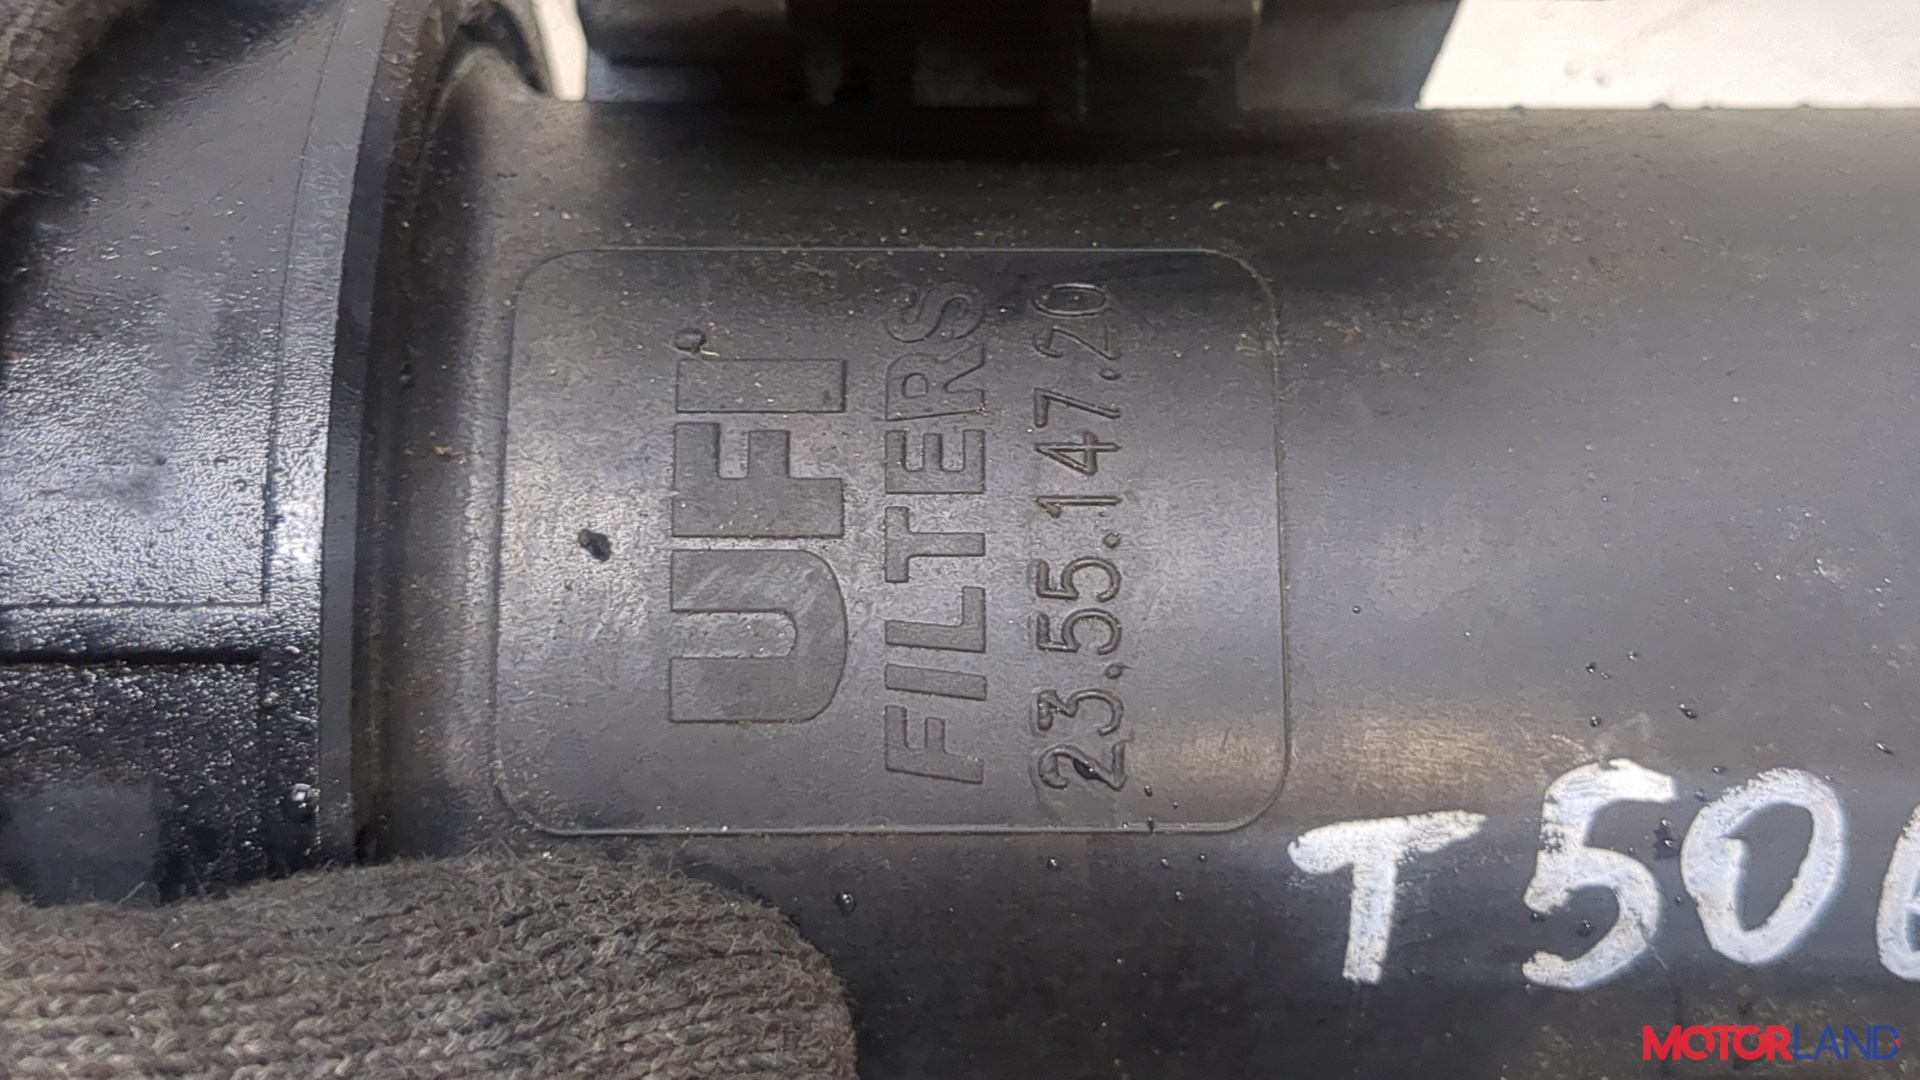 UFI
FILTERS
23.55.147.20
T50
MOTORLAND